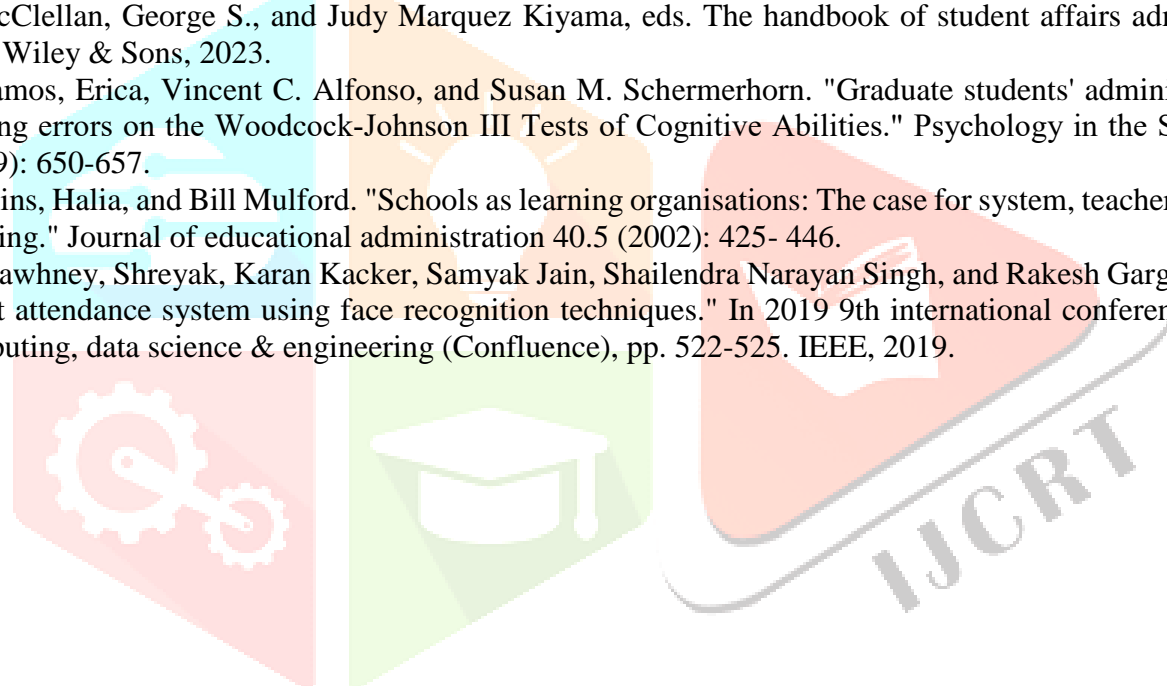 cClellan, George S., and Judy Marquez Kiyama, eds. The handbook of student affairs adm
Wiley & Sons, 2023.
amos, Erica, Vincent C. Alfonso, and Susan M. Schermerhorn. "Graduate students' admini
ng errors on the Woodcock-Johnson III Tests of Cognitive Abilities." Psychology in the S
9): 650-657.
ins, Halia, and Bill Mulford. "Schools as learning organisations: The case for system, teacher
ing." Journal of educational administration 40.5 (2002): 425- 446.
awhney, Shreyak, Karan Kacker, Samyak Jain, Shailendra Narayan Singh, and Rakesh Garg
t attendance system using face recognition techniques." In 2019 9th international conferen
puting, data science & engineering (Confluence), pp. 522-525. IEEE, 2019.
IJCRT